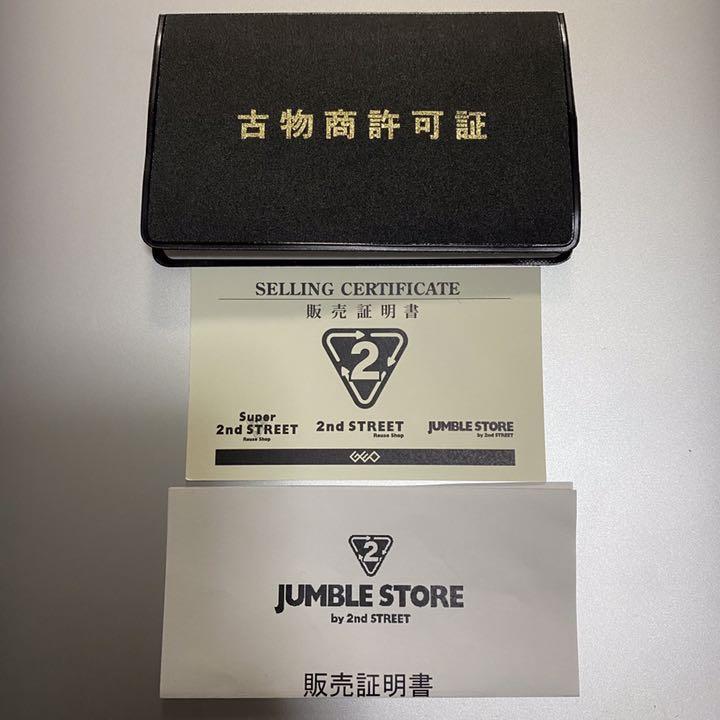 古物商許可証
SELLING CERTIFICATE
販売証明書
2
Super
2nd STREET
Reuse Shop
2nd STREET
Reuse Shop
JUMBLE STORE
by 2nd STREET
GEO
2
JUMBLE STORE
by 2nd STREET
販売証明書